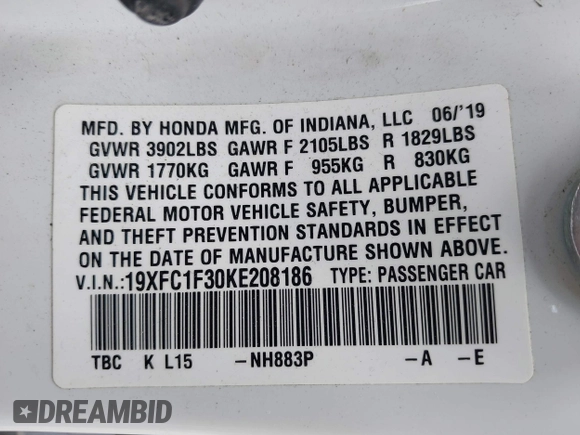 MFD. BY HONDA MFG. OF INDIANA, LLC 06/'19
GVWR 3902LBS GAWR F 2105LBS R 1829LBS
GVWR 1770KG GAWR F 955KG R 830KG
THIS VEHICLE CONFORMS TO ALL APPLICABLE
FEDERAL MOTOR VEHICLE SAFETY, BUMPER,
AND THEFT PREVENTION STANDARDS IN EFFECT
ON THE DATE OF MANUFACTURE SHOWN ABOVE.
V.I.N.:19XFC1F30KE208186 TYPE: PASSENGER CAR
TBC K L15 -NH883P -A -E
DREAMBID